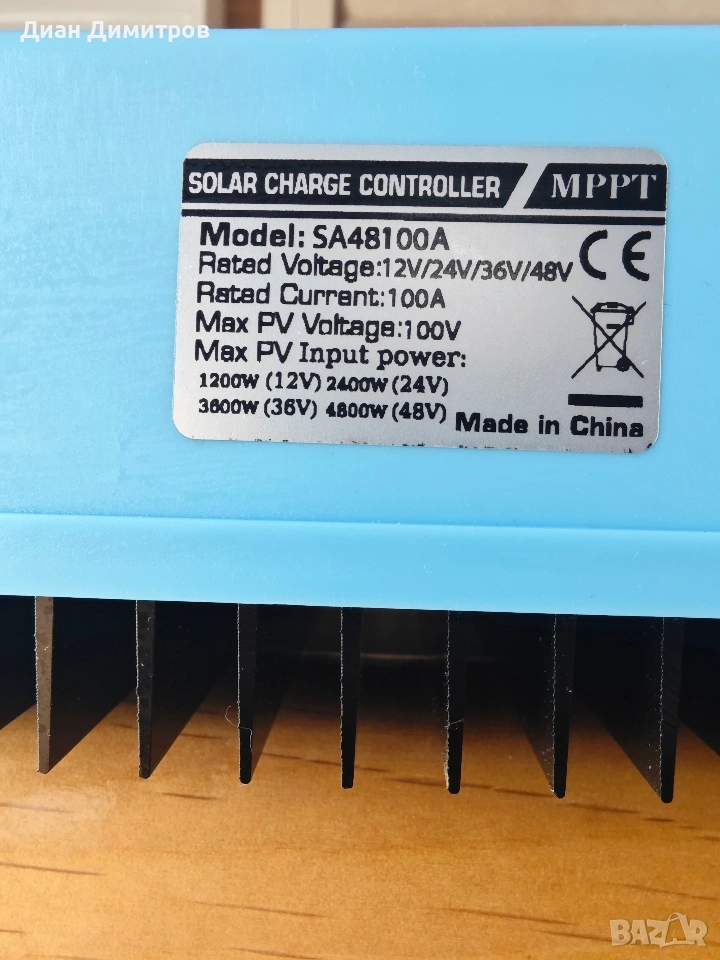 Диан Димитров
SOLAR CHARGE CONTROLLER MPPT
Model: SA48100A
Rated Voltage:12V/24V/36V/48V
CE
Rated Current:100A
Max PV Voltage:100V
Max PV Input power:
1200W (12V) 2400W (24V)
3600W (36V) 4800W (48V)
Made in China
BAZAR